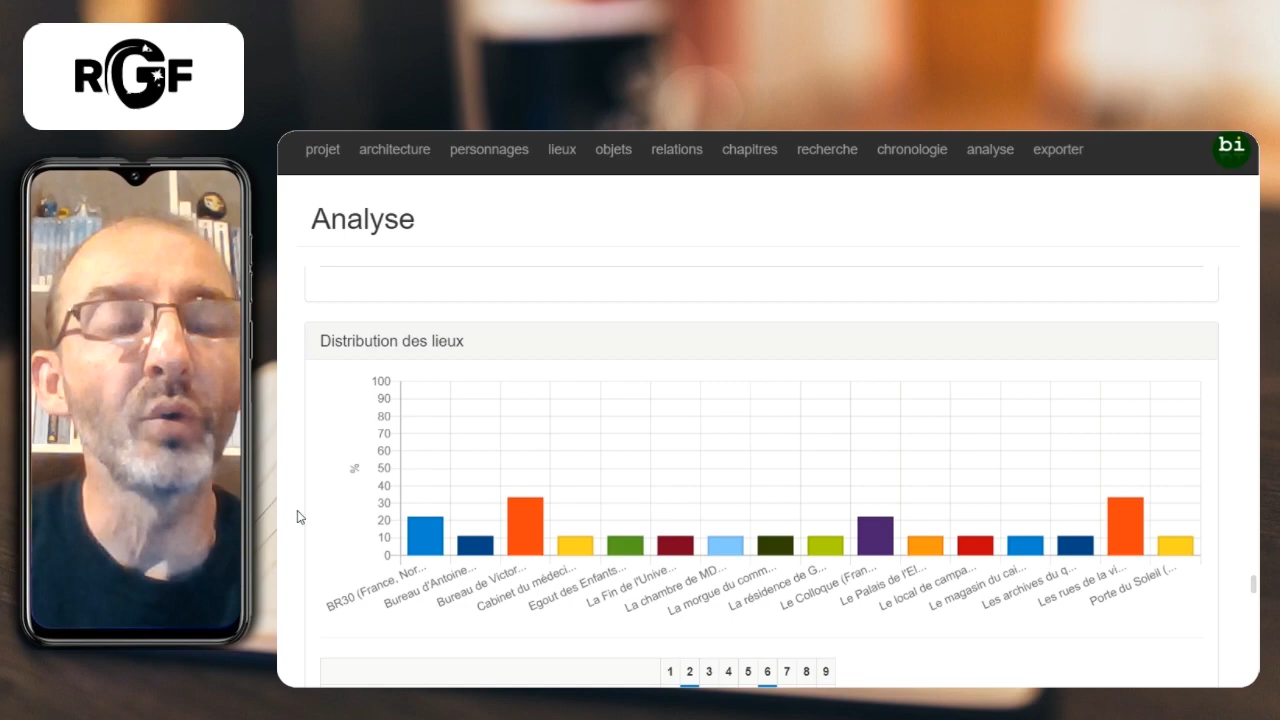 RGF
projet architecture personnages lieux objets relations chapitres recherche chronologie analyse exporter
bi
Analyse
Distribution des lieux
100
90
80
70
60
50
40
30
20
10
0
%
BR30 (France, Nor...
Bureau d'Antoine...
Bureau de Victor...
Cabinet du médeci...
Egout des Enfants...
La Fin de l'Unive...
La chambre de MD...
La morgue du comm...
La résidence de G...
Le Colloque (Fran...
Le Palais de l'El...
Le local de campa...
Le magasin du cai...
Les archives du q...
Les rues de la vi...
Porte du Soleil (...
1 2 3 4 5 6 7 8 9